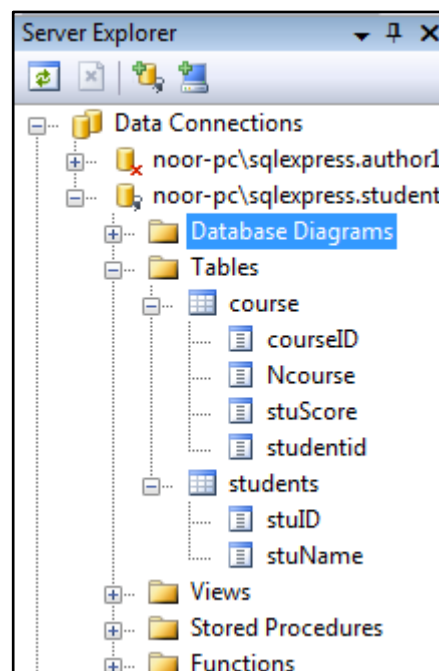 Server Explorer
Data Connections
noor-pc\sqlexpress.author1
noor-pc\sqlexpress.student
Database Diagrams
Tables
course
courseID
Ncourse
stuScore
studentid
students
stuID
stuName
Views
Stored Procedures
Functions